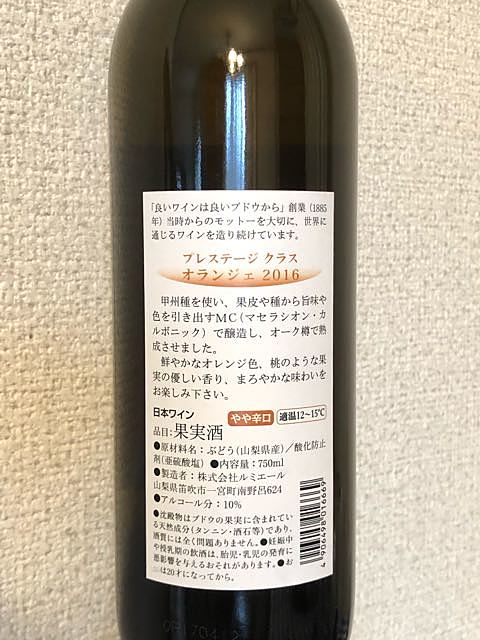 「良いワインは良いブドウから」創業(1885
年)当時からのモットーを大切に、世界に
通じるワインを造り続けています。
プレステージ クラス
オランジェ 2016
甲州種を使い、果皮や種から旨味や
色を引き出すMC(マセラシオン・カ
ルボニック)で醸造し、オーク樽で熟
成させました。
鮮やかなオレンジ色、桃のような果
実の優しい香り、まろやかな味わいを
お楽しみ下さい。
日本ワイン やや辛口 適温12~15℃
品目:果実酒
●原材料名:ぶどう(山梨県産)/酸化防止
剤(亜硫酸塩) ●内容量:750ml
●製造者:株式会社ルミエール
山梨県笛吹市一宮町南野呂624
●アルコール分:10%
●沈殿物はブドウの果実に含まれてい
る天然成分(タンニン・酒石等)であり、
酒質には全く問題ありません。●妊娠中
や授乳期の飲酒は、胎児・乳児の発育に
悪影響を与えるおそれがあります。●お
は20才になってから。
4 906498 016669